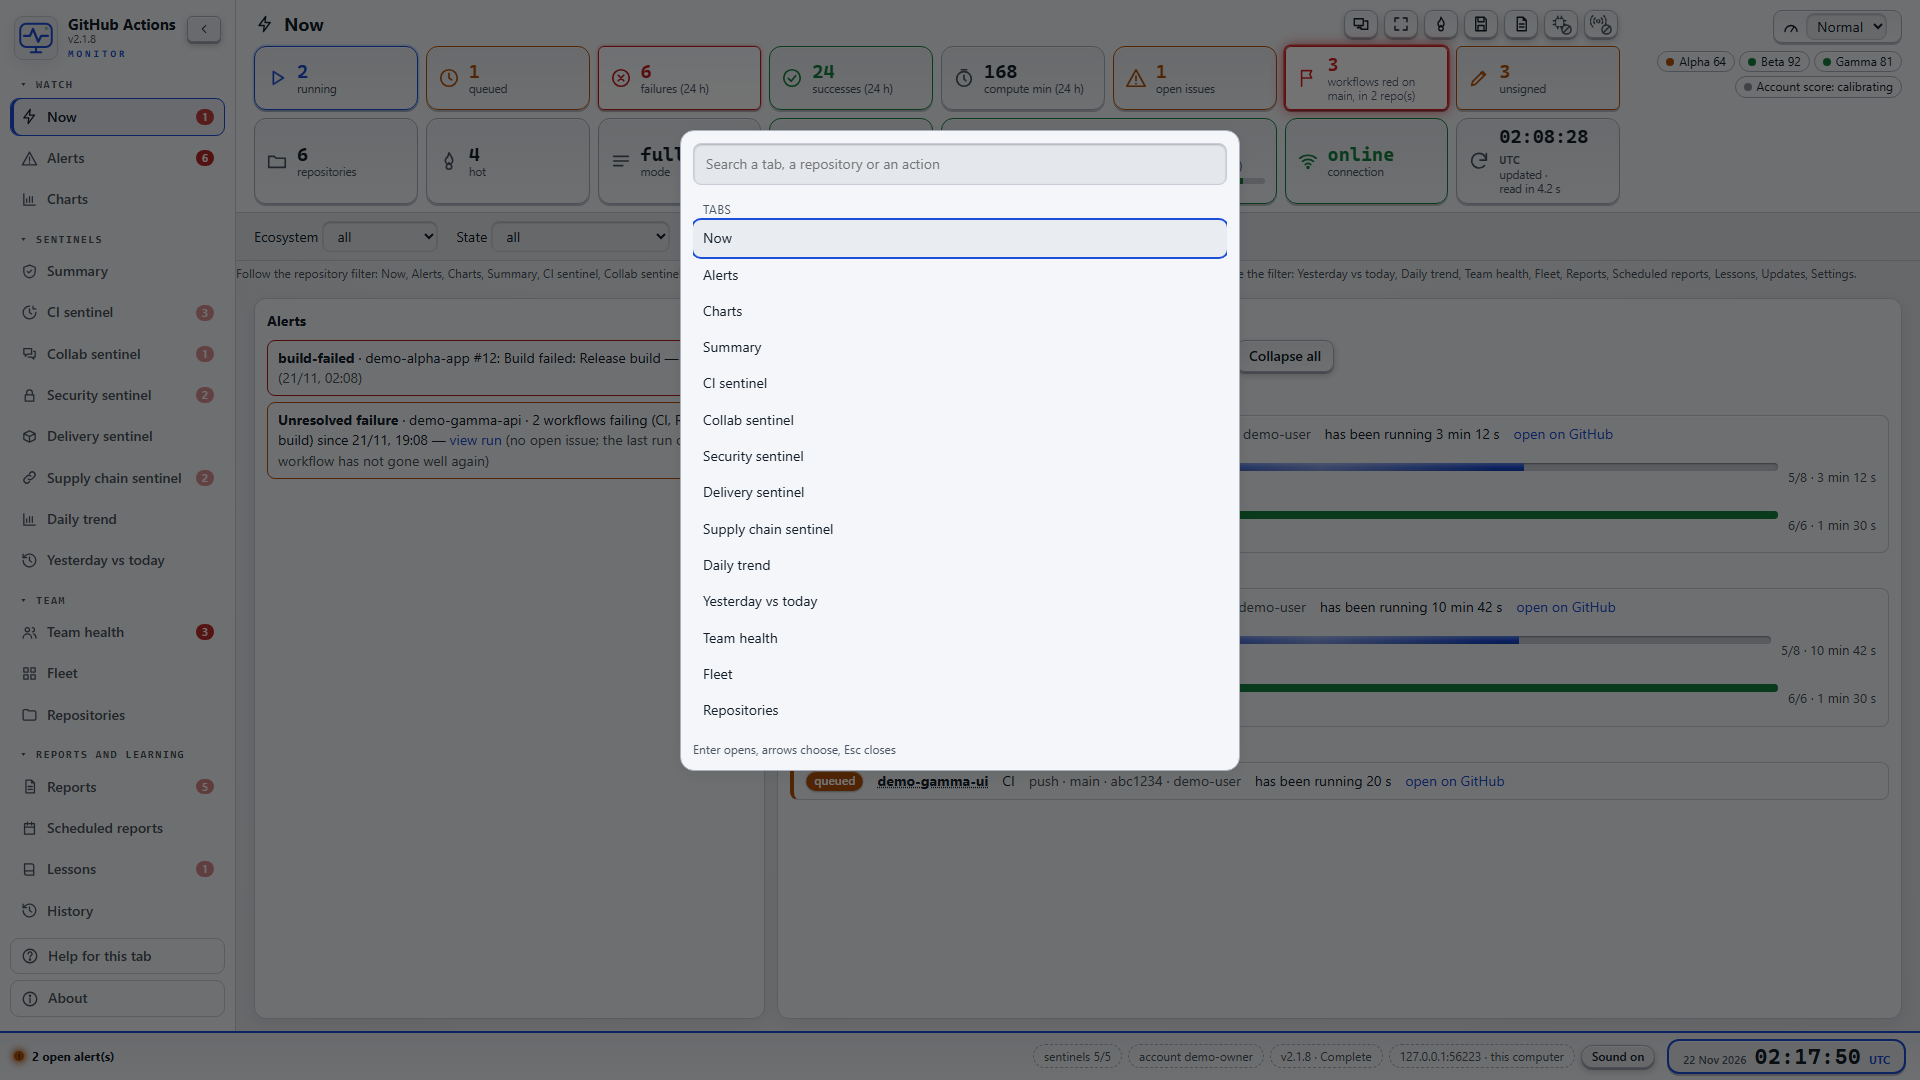 GitHub Actions
v2.1.8
MONITOR
WATCH
Now 1
Alerts 6
Charts
SENTINELS
Summary
CI sentinel 3
Collab sentinel 1
Security sentinel 2
Delivery sentinel
Supply chain sentinel 2
Daily trend
Yesterday vs today
TEAM
Team health 3
Fleet
Repositories
REPORTS AND LEARNING
Reports 5
Scheduled reports
Lessons 1
History
Help for this tab
About
Now
Normal
2
running
1
queued
6
failures (24 h)
24
successes (24 h)
168
compute min (24 h)
1
open issues
3
workflows red on
main, in 2 repo(s)
3
unsigned
Alpha 64
Beta 92
Gamma 81
Account score: calibrating
6
repositories
4
hot
full
mode
online
connection
02:08:28
UTC
updated ·
read in 4.2 s
Ecosystem all
State all
Follow the repository filter: Now, Alerts, Charts, Summary, CI sentinel, Collab sentine
e the filter: Yesterday vs today, Daily trend, Team health, Fleet, Reports, Scheduled reports, Lessons, Updates, Settings.
Alerts
build-failed · demo-alpha-app #12: Build failed: Release build —
(21/11, 02:08)
Unresolved failure · demo-gamma-api · 2 workflows failing (CI,
build) since 21/11, 19:08 — view run (no open issue; the last run
workflow has not gone well again)
Search a tab, a repository or an action
TABS
Now
Alerts
Charts
Summary
CI sentinel
Collab sentinel
Security sentinel
Delivery sentinel
Supply chain sentinel
Daily trend
Yesterday vs today
Team health
Fleet
Repositories
Enter opens, arrows choose, Esc closes
Collapse all
demo-user has been running 3 min 12 s open on GitHub
5/8 · 3 min 12 s
6/6 · 1 min 30 s
demo-user has been running 10 min 42 s open on GitHub
5/8 · 10 min 42 s
6/6 · 1 min 30 s
queued demo-gamma-ui CI push · main · abc1234 · demo-user has been running 20 s open on GitHub
2 open alert(s)
sentinels 5/5
account demo-owner
v2.1.8 · Complete
127.0.0.1:56223 · this computer
Sound on
22 Nov 2026 02:17:50 UTC